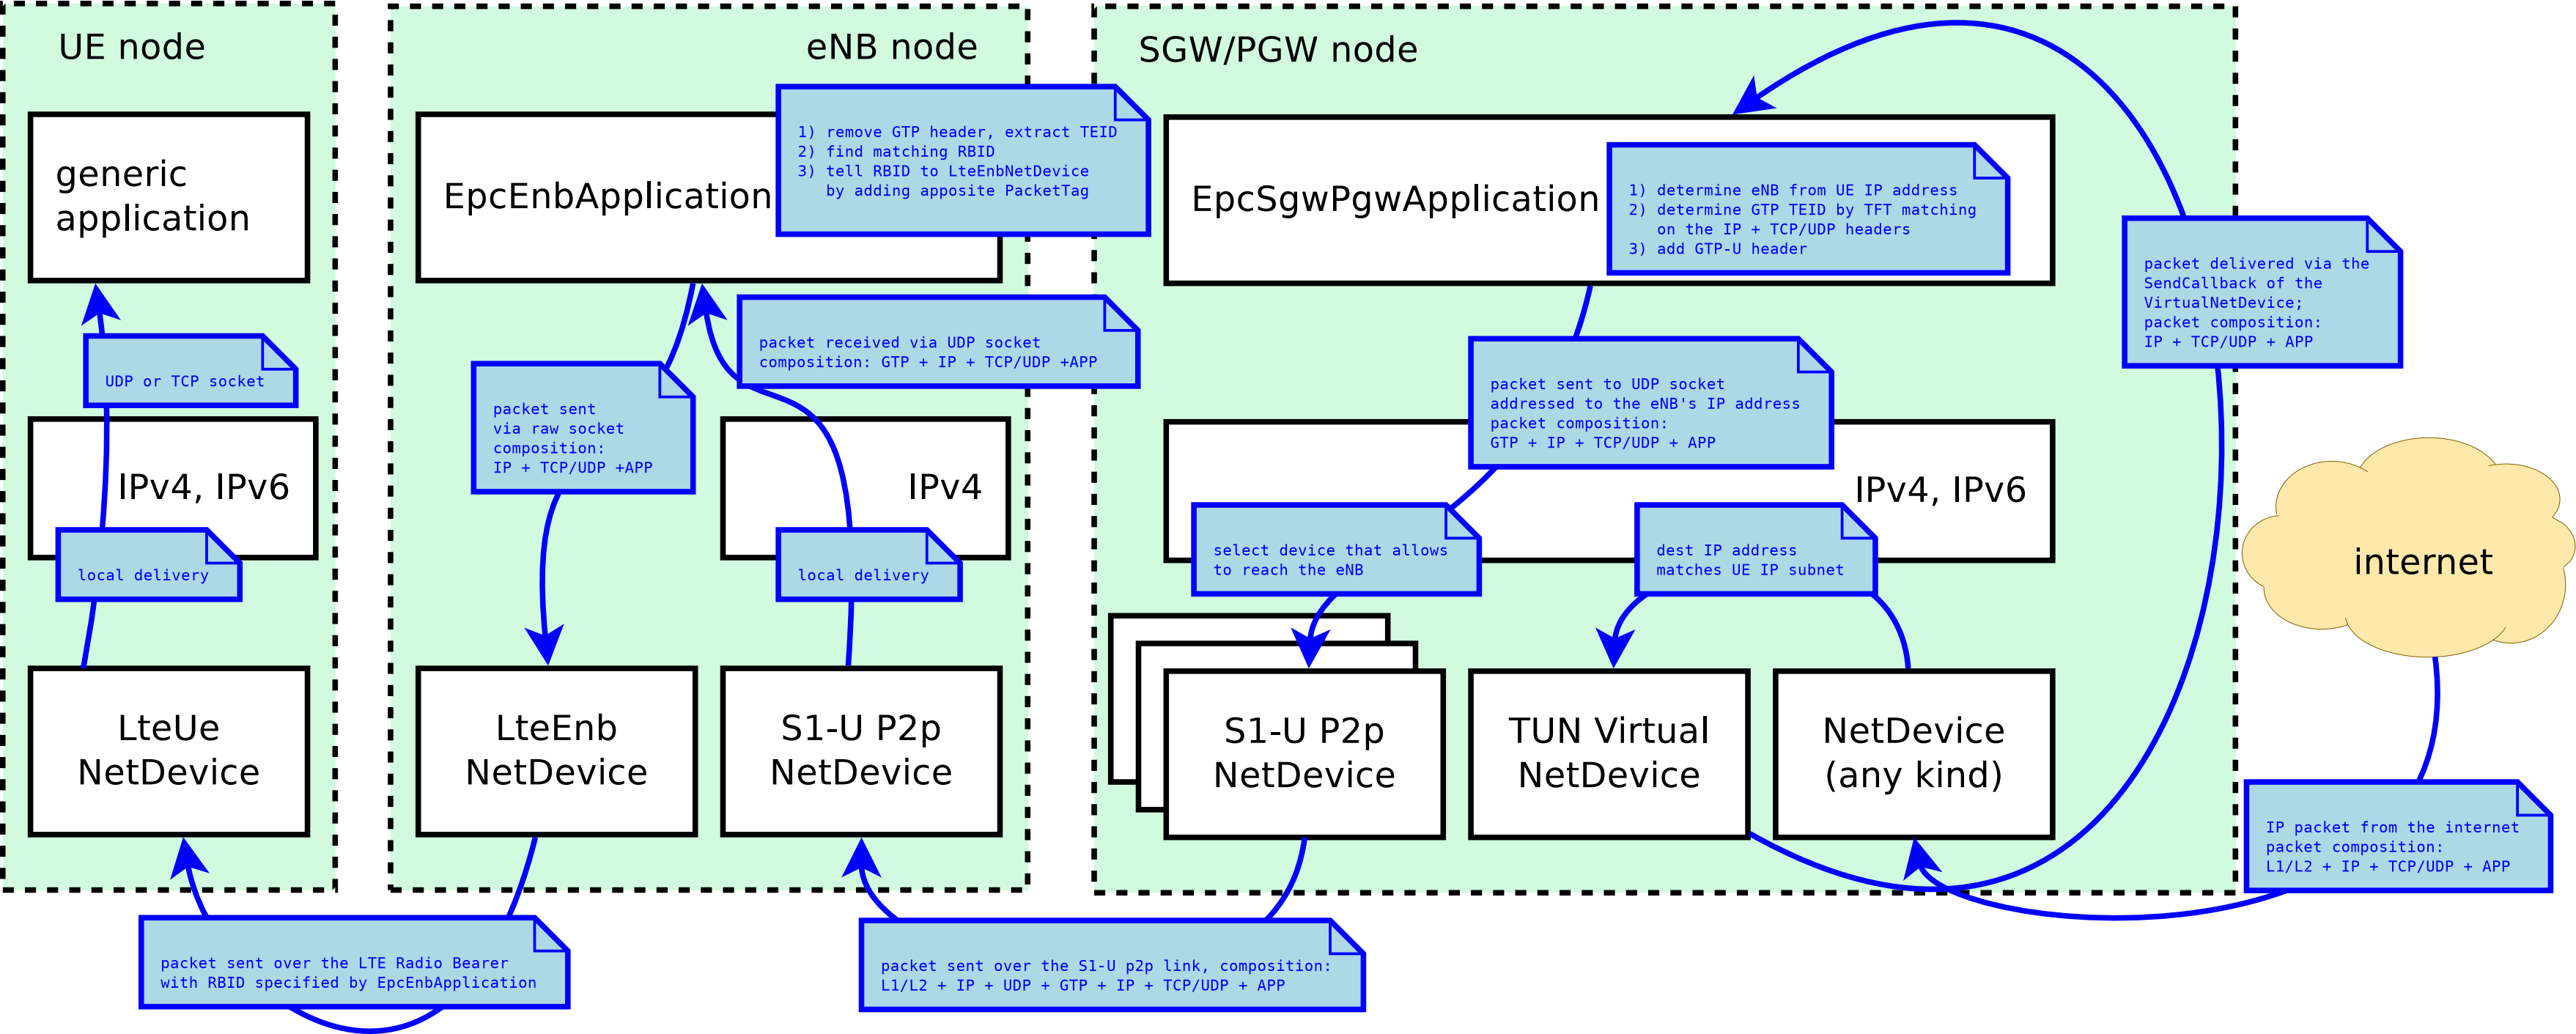 UE node
generic
application
UDP or TCP socket
IPv4, IPv6
local delivery
LteUe
NetDevice
packet sent over the LTE Radio Bearer
with RBID specified by EpcEnbApplication
eNB node
EpcEnbApplication
1) remove GTP header, extract TEID
2) find matching RBID
3) tell RBID to LteEnbNetDevice
by adding apposite PacketTag
packet received via UDP socket
composition: GTP + IP + TCP/UDP +APP
packet sent
via raw socket
composition:
IP + TCP/UDP +APP
IPv4
local delivery
LteEnb
NetDevice
S1-U P2p
NetDevice
packet sent over the S1-U p2p link, composition:
L1/L2 + IP + UDP + GTP + IP + TCP/UDP + APP
SGW/PGW node
EpcSgwPgwApplication
1) determine eNB from UE IP address
2) determine GTP TEID by TFT matching
on the IP + TCP/UDP headers
3) add GTP-U header
packet delivered via the
SendCallback of the
VirtualNetDevice;
packet composition:
IP + TCP/UDP + APP
packet sent to UDP socket
addressed to the eNB's IP address
packet composition:
GTP + IP + TCP/UDP + APP
IPv4, IPv6
select device that allows
to reach the eNB
dest IP address
matches UE IP subnet
S1-U P2p
NetDevice
TUN Virtual
NetDevice
NetDevice
(any kind)
internet
IP packet from the internet
packet composition:
L1/L2 + IP + TCP/UDP + APP